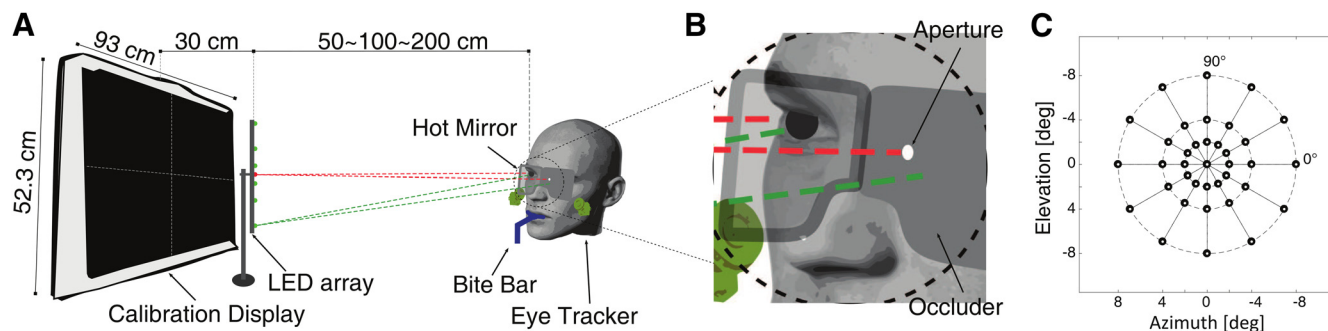 A
93 cm
30 cm
50~100~200 cm
52.3 cm
Hot Mirror
LED array
Calibration Display
Bite Bar
Eye Tracker
B
Aperture
Occluder
C
90°
0°
-8
-4
0
4
8
Elevation [deg]
8 4 0 -4 -8
Azimuth [deg]